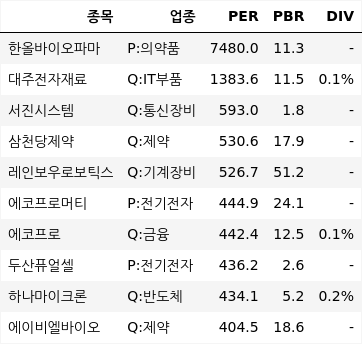 종목 업종 PER PBR DIV
한올바이오파마 P:의약품 7480.0 11.3 -
대주전자재료 Q:IT부품 1383.6 11.5 0.1%
서진시스템 Q:통신장비 593.0 1.8 -
삼천당제약 Q:제약 530.6 17.9 -
레인보우로보틱스 Q:기계장비 526.7 51.2 -
에코프로머티 P:전기전자 444.9 24.1 -
에코프로 Q:금융 442.4 12.5 0.1%
두산퓨얼셀 P:전기전자 436.2 2.6 -
하나마이크론 Q:반도체 434.1 5.2 0.2%
에이비엘바이오 Q:제약 404.5 18.6 -